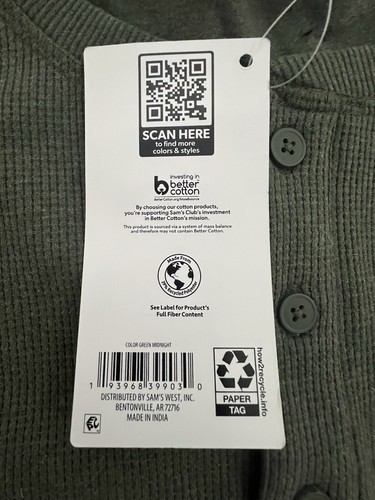 SCAN HERE
to find more
colors & styles
investing in
better
cotton
BetterCotton.org/MassBalance
By choosing our cotton products,
you're supporting Sam's Club's investment
in Better Cotton's mission.
This product is sourced via a system of mass balance
and therefore may not contain Better Cotton.
Made From
Recycled Polyester
See Label for Product's
Full Fiber Content
COLOR GREEN MIDNIGHT
1 93968 39903 0
DISTRIBUTED BY SAM'S WEST, INC.
BENTONVILLE, AR 72716
MADE IN INDIA
PAPER
TAG
how2recycle.info